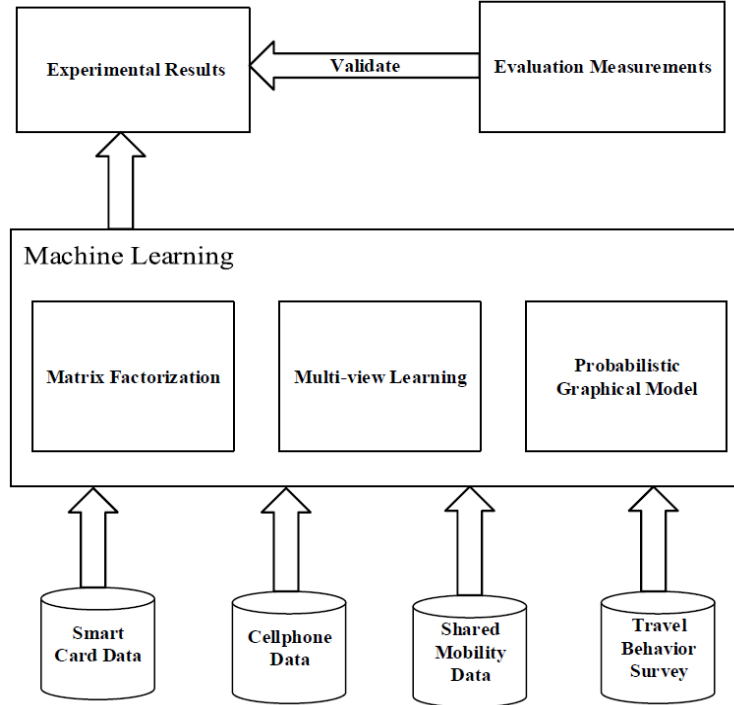 Experimental Results
Validate
Evaluation Measurements
Machine Learning
Matrix Factorization
Multi-view Learning
Probabilistic
Graphical Model
Smart
Card Data
Cellphone
Data
Shared
Mobility
Data
Travel
Behavior
Survey